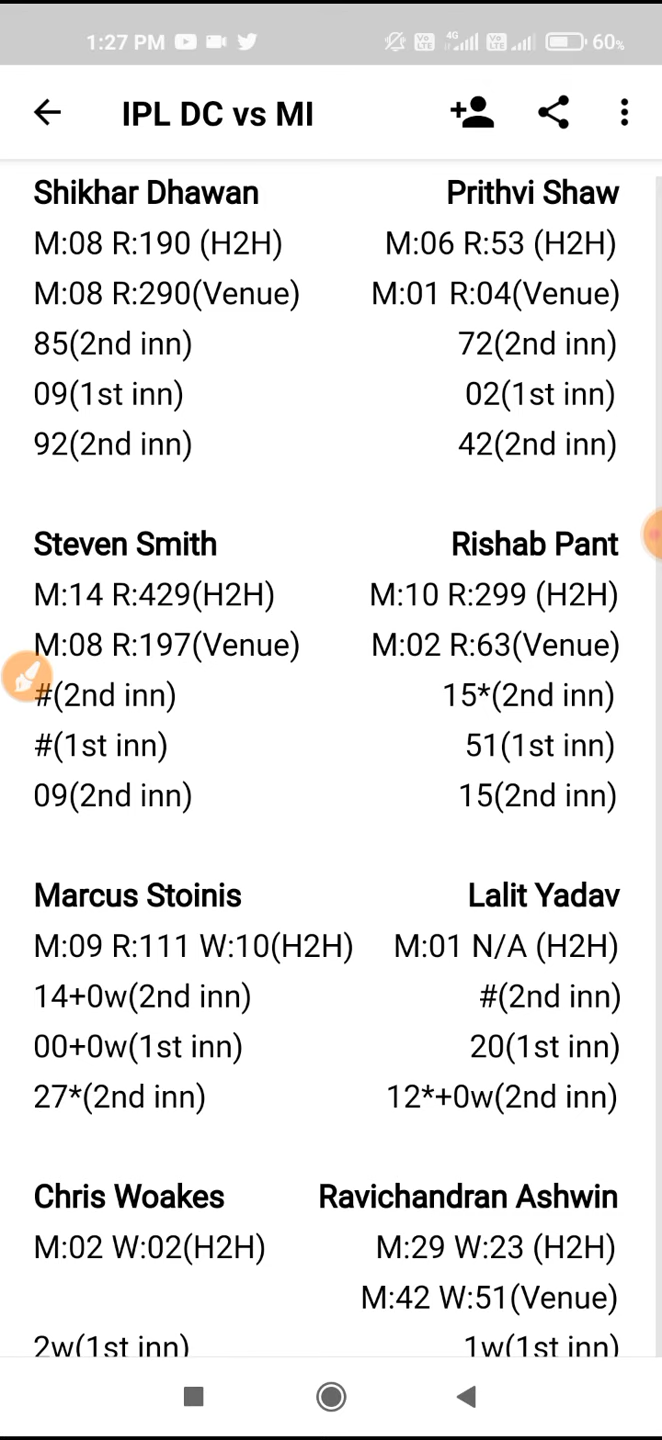 1:27 PM 4G Vo LTE Vo LTE 60%
IPL DC vs MI
Shikhar Dhawan Prithvi Shaw
M:08 R:190 (H2H) M:06 R:53 (H2H)
M:08 R:290(Venue) M:01 R:04(Venue)
85(2nd inn) 72(2nd inn)
09(1st inn) 02(1st inn)
92(2nd inn) 42(2nd inn)
Steven Smith Rishab Pant
M:14 R:429(H2H) M:10 R:299 (H2H)
M:08 R:197(Venue) M:02 R:63(Venue)
#(2nd inn) 15*(2nd inn)
#(1st inn) 51(1st inn)
09(2nd inn) 15(2nd inn)
Marcus Stoinis Lalit Yadav
M:09 R:111 W:10(H2H) M:01 N/A (H2H)
14+0w(2nd inn) #(2nd inn)
00+0w(1st inn) 20(1st inn)
27*(2nd inn) 12*+0w(2nd inn)
Chris Woakes Ravichandran Ashwin
M:02 W:02(H2H) M:29 W:23 (H2H)
M:42 W:51(Venue)
2w(1st inn) 1w(1st inn)